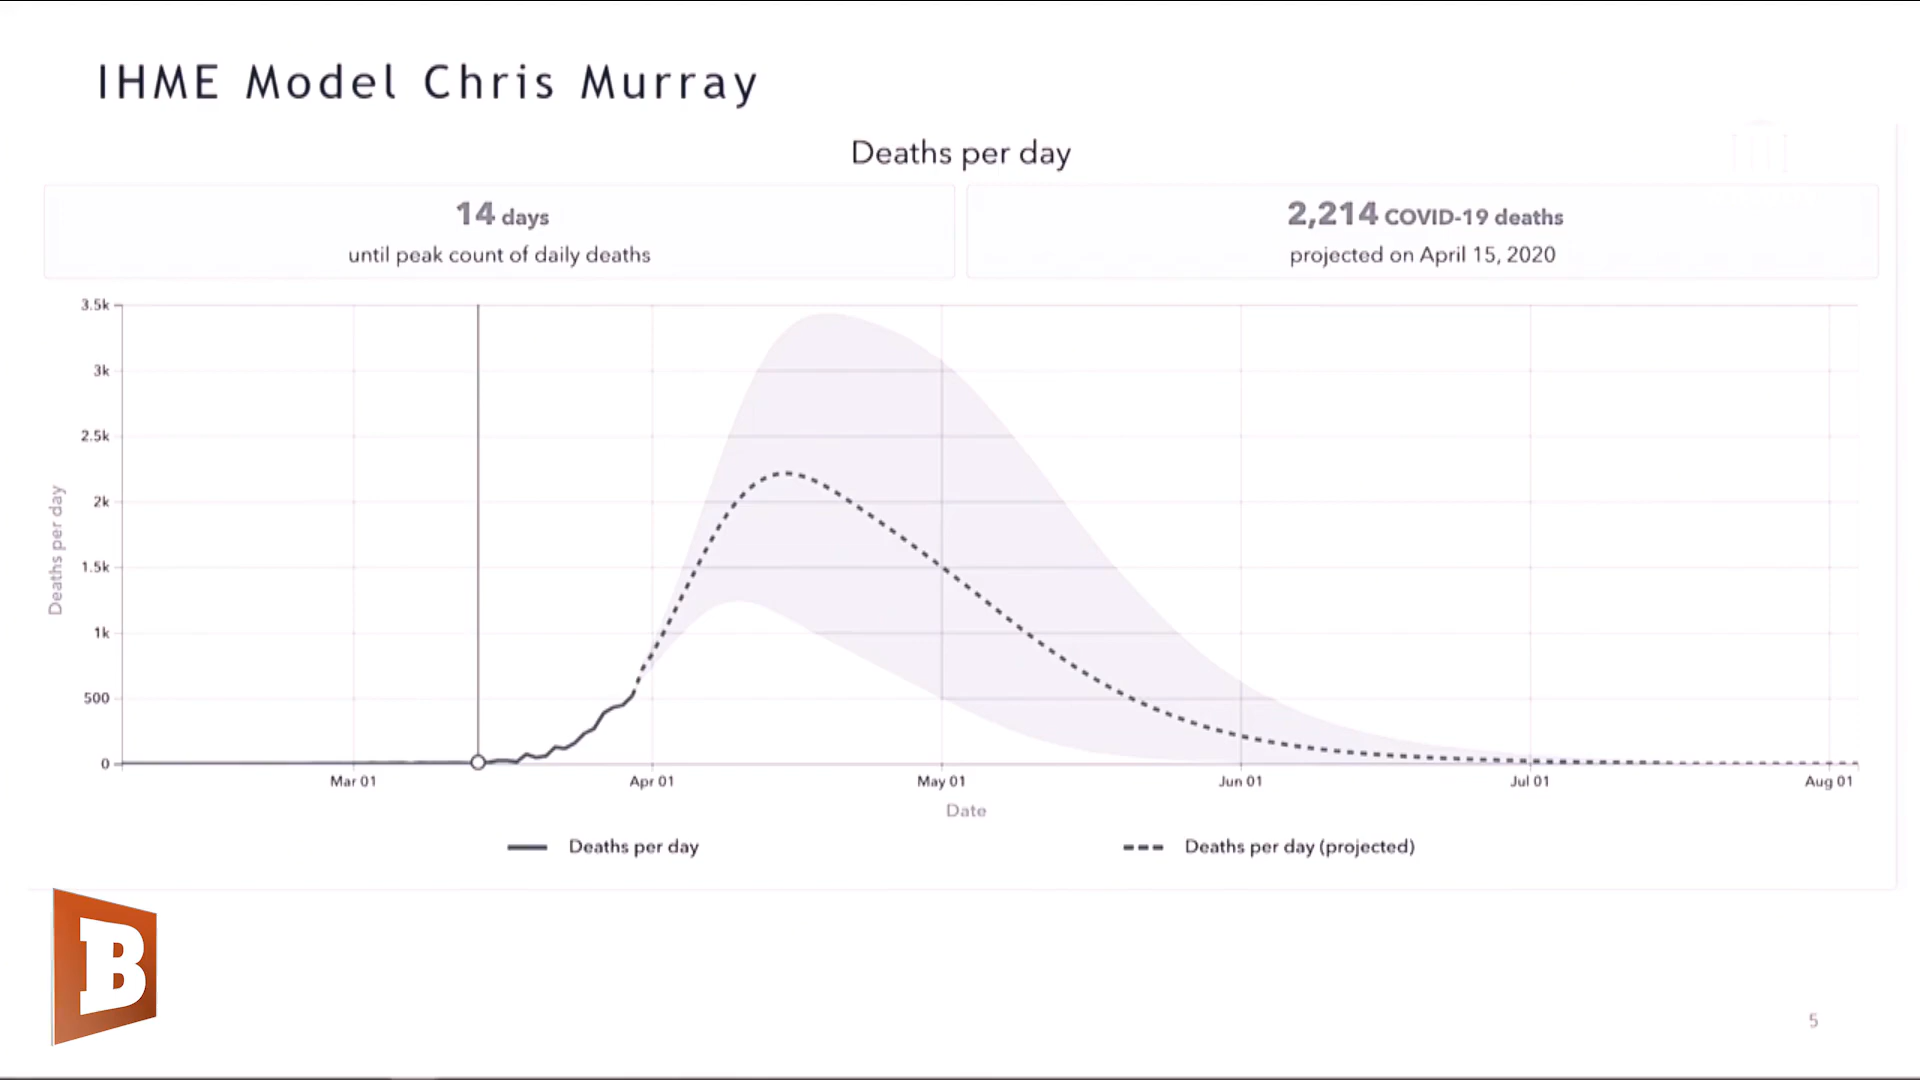 IHME Model Chris Murray
Deaths per day
14 days
until peak count of daily deaths
2,214 COVID-19 deaths
projected on April 15, 2020
3.5k
3k
2.5k
2k
1.5k
1k
500
0
Deaths per day
Mar 01
Apr 01
May 01
Jun 01
Jul 01
Aug 01
Date
Deaths per day
Deaths per day (projected)
B
5